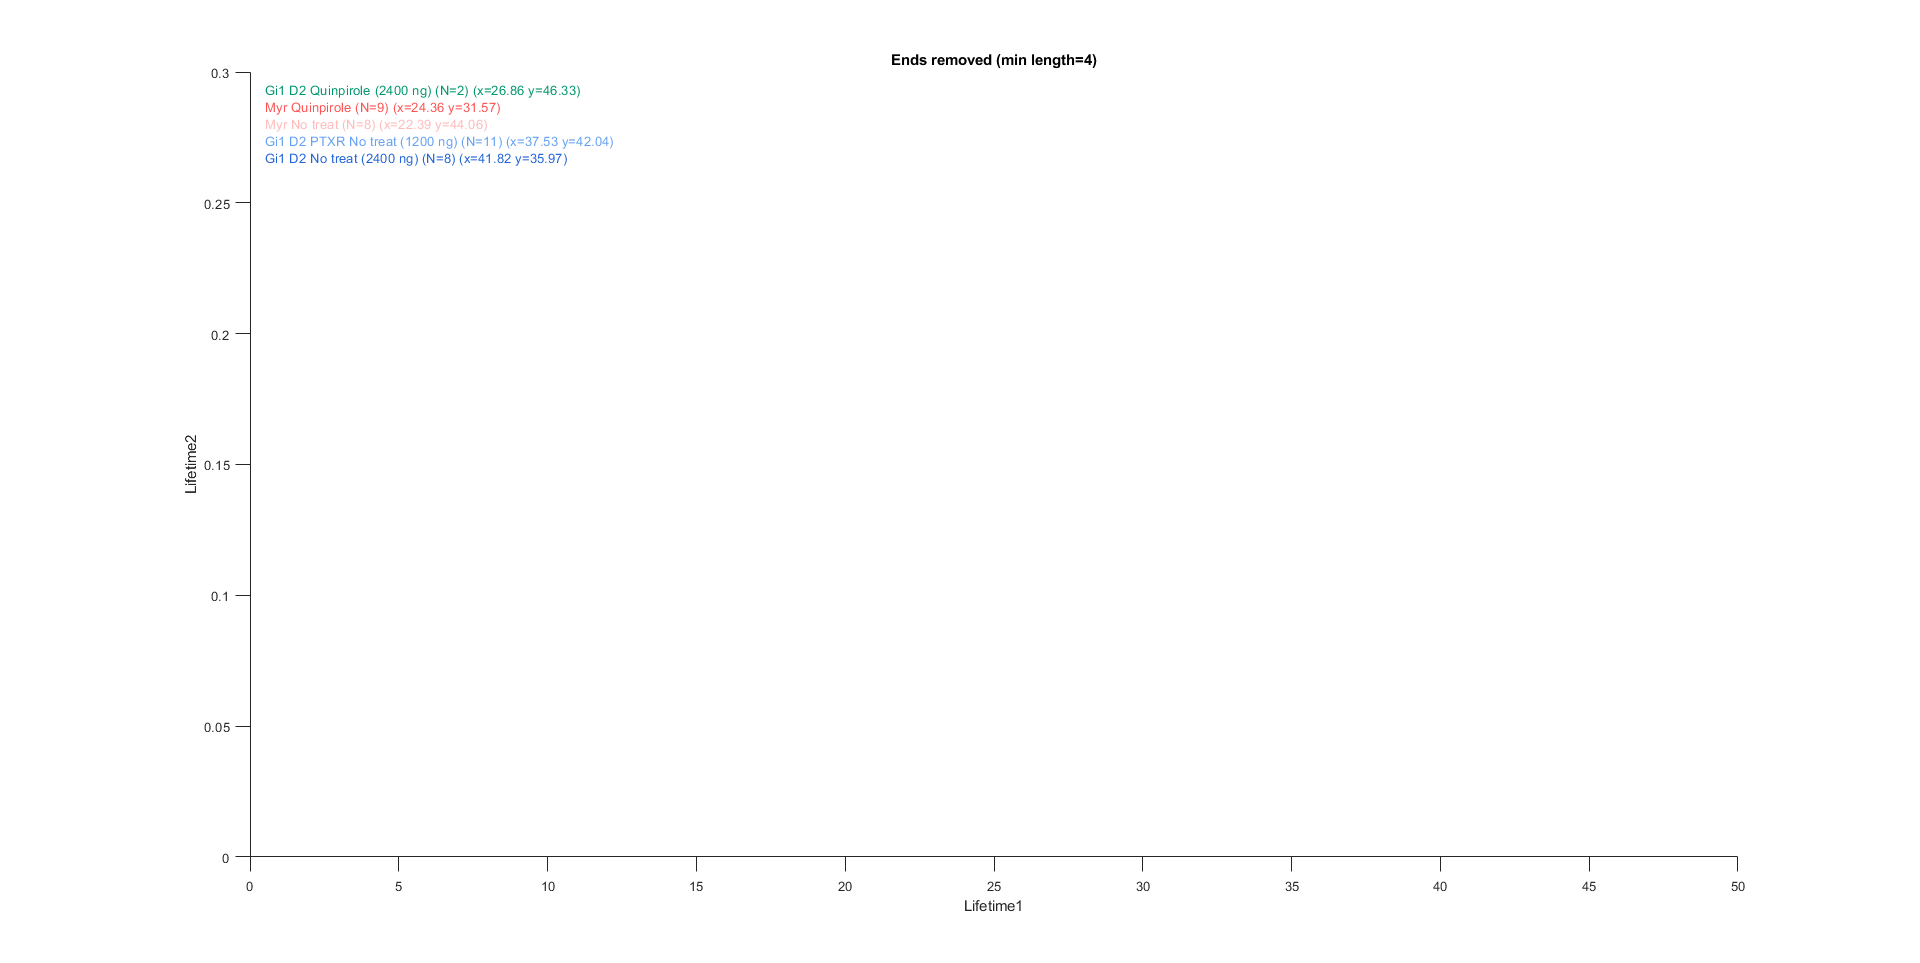 Ends removed (min length=4)
0.3
Gi1 D2 Quinpirole (2400 ng) (N=2) (x=26.86 y=46.33)
Myr Quinpirole (N=9) (x=24.36 y=31.57)
Myr No treat (N=8) (x=22.39 y=44.06)
Gi1 D2 PTXR No treat (1200 ng) (N=11) (x=37.53 y=42.04)
Gi1 D2 No treat (2400 ng) (N=8) (x=41.82 y=35.97)
0.25
0.2
Lifetime2
0.15
0.1
0.05
0
0 5 10 15 20 25 30 35 40 45 50
Lifetime1